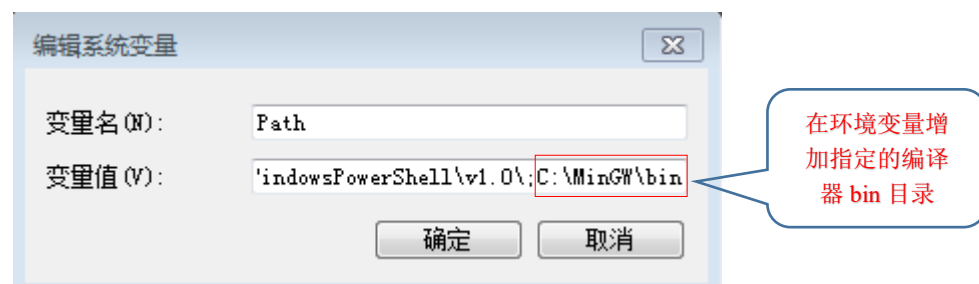 编辑系统变量
变量名(N):
Path
变量值(V):
'indowsPowerShell\v1.0\;C:\MinGW\bin
确定
取消
在环境变量增
加指定的编译
器 bin 目录